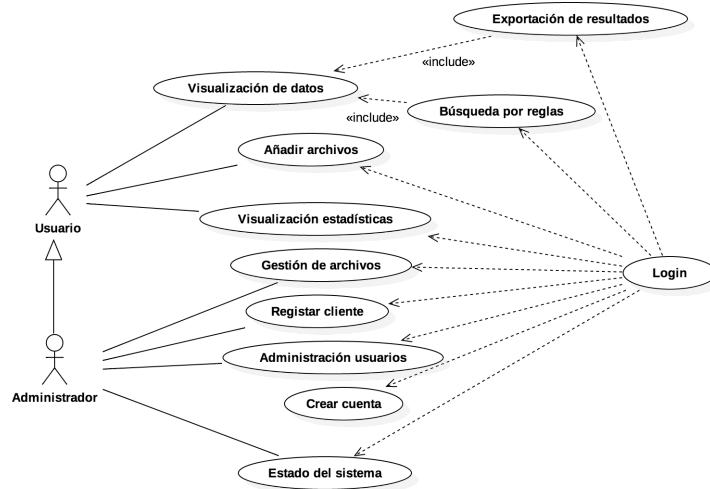 Exportación de resultados
«include»
Visualización de datos
«include»
Búsqueda por reglas
Añadir archivos
Usuario
Visualización estadísticas
Gestión de archivos
Login
Registar cliente
Administración usuarios
Administrador
Crear cuenta
Estado del sistema